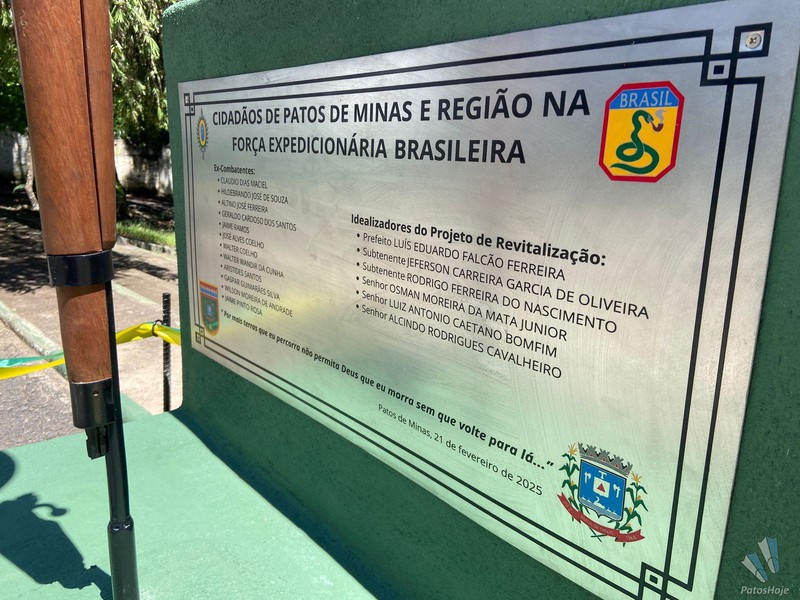 CIDADÃOS DE PATOS DE MINAS E REGIÃO NA
FORÇA EXPEDICIONÁRIA BRASILEIRA
BRASIL
Ex-Combatentes:
• CLAUDIO DIAS MACIEL
• HILDEBRANDO JOSÉ DE SOUZA
• ALTINO JOSÉ FERREIRA
• GERALDO CARDOSO DOS SANTOS
• JAIME RAMOS
• JOSÉ ALVES COELHO
• WALTER COELHO
• WALTER WANDIR DA CUNHA
• ARISTIDES SANTOS
• GASPAR GUIMARÃES SILVA
• WILSON MOREIRA DE ANDRADE
• JAIME PINTO ROSA
Idealizadores do Projeto de Revitalização:
• Prefeito LUÍS EDUARDO FALCÃO FERREIRA
• Subtenente JEFERSON CARREIRA GARCIA DE OLIVEIRA
• Subtenente RODRIGO FERREIRA DO NASCIMENTO
• Senhor OSMAN MOREIRA DA MATA JUNIOR
• Senhor LUIZ ANTONIO CAETANO BOMFIM
• Senhor ALCINDO RODRIGUES CAVALHEIRO
" Por mais terras que eu percorra não permita Deus que eu morra sem que volte para lá..."
Patos de Minas, 21 de fevereiro de 2025
PatosHoje